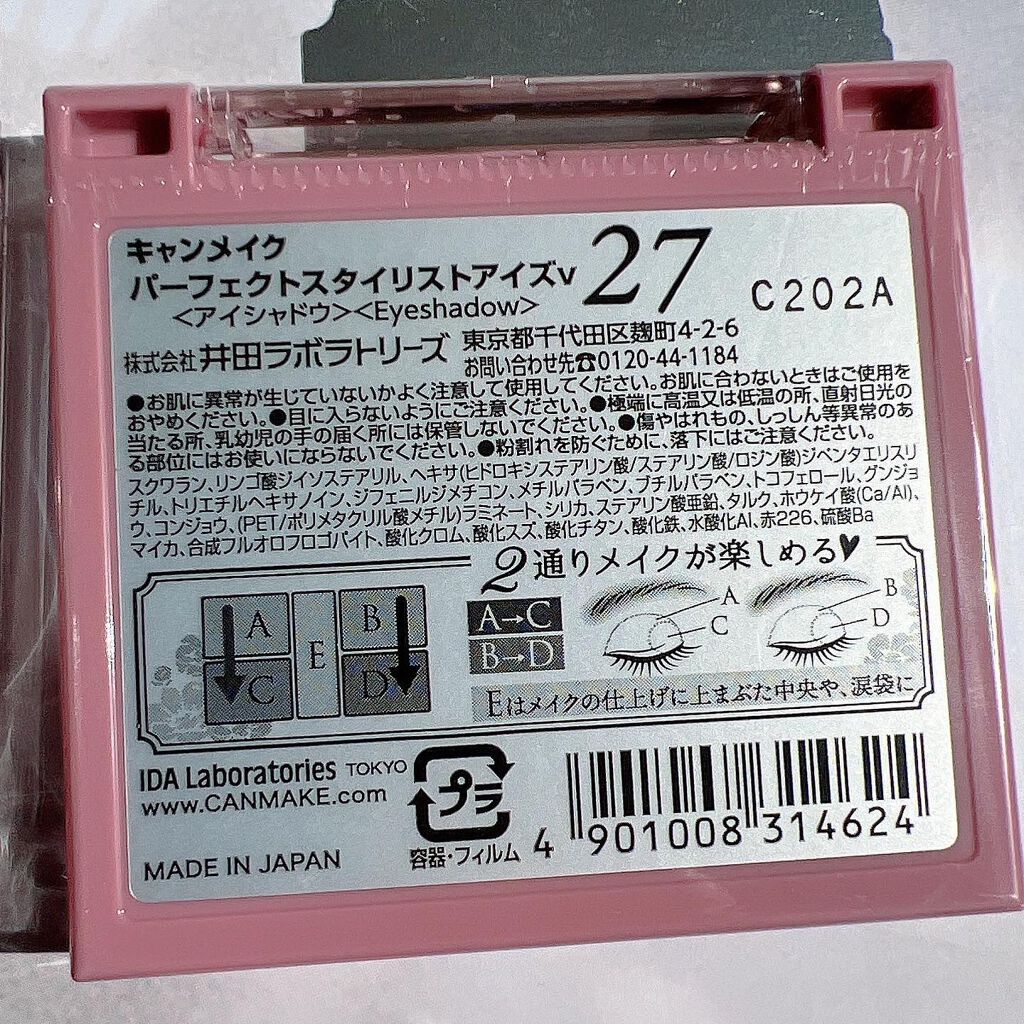 キャンメイク
パーフェクトスタイリストアイズv 27
C202A
<アイシャドウ><Eyeshadow>
株式会社 井田ラボラトリーズ 東京都千代田区麹町4-2-6
お問い合わせ先☎0120-44-1184
●お肌に異常が生じていないかよく注意して使用してください。お肌に合わないときはご使用を
おやめください。●目に入らないようにご注意ください。●極端に高温又は低温の所、直射日光の
当たる所、乳幼児の手の届く所には保管しないでください。●傷やはれもの、しっしん等異常のあ
る部位にはお使いにならないでください。●粉割れを防ぐために、落下にはご注意ください。
スクワラン、リンゴ酸ジイソステアリル、ヘキサ(ヒドロキシステアリン酸/ステアリン酸/ロジン酸)ジペンタエリスリ
チル、トリエチルヘキサノイン、ジフェニルジメチコン、メチルパラベン、ブチルパラベン、トコフェロール、グンジョ
ウ、コンジョウ、(PET/ポリメタクリル酸メチル)ラミネート、シリカ、ステアリン酸亜鉛、タルク、ホウケイ酸(Ca/Al)、
マイカ、合成フルオロフロゴパイト、酸化クロム、酸化スズ、酸化チタン、酸化鉄、水酸化Al、赤226、硫酸Ba
2通りメイクが楽しめる♥
A B
E
C D
A→C
B→D
A
C
B
D
Eはメイクの仕上げに上まぶた中央や、涙袋に
IDA Laboratories TOKYO
www.CANMAKE.com
プラ
容器・フィルム
MADE IN JAPAN
4 901008 314624